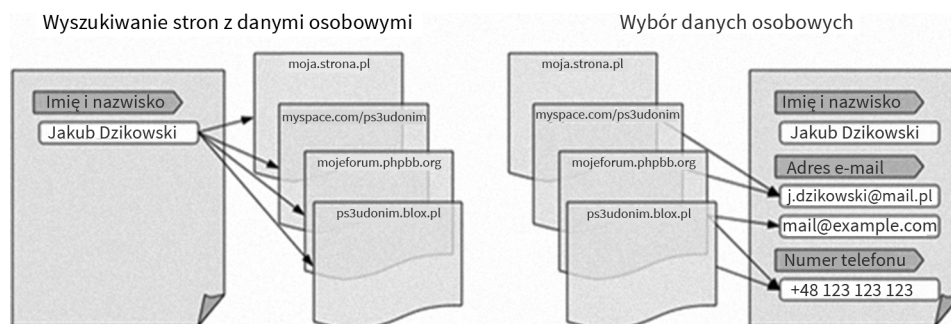 Wyszukiwanie stron z danymi osobowymi
Imię i nazwisko
Jakub Dzikowski
moja.strona.pl
myspace.com/ps3udonim
mojeforum.phpbb.org
ps3udonim.blox.pl
Wybór danych osobowych
moja.strona.pl
myspace.com/ps3udonim
mojeforum.phpbb.org
ps3udonim.blox.pl
Imię i nazwisko
Jakub Dzikowski
Adres e-mail
j.dzikowski@mail.pl
mail@example.com
Numer telefonu
+48 123 123 123